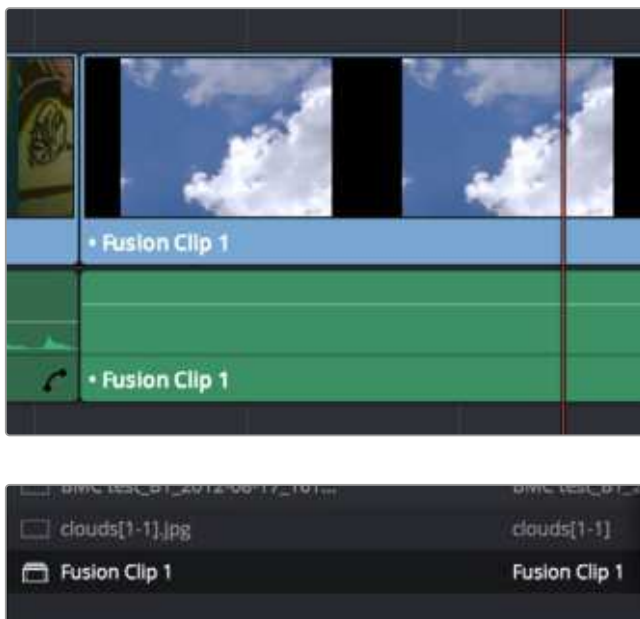 • Fusion Clip 1
• Fusion Clip 1
clouds[1-1].jpg clouds[1-1]
Fusion Clip 1 Fusion Clip 1